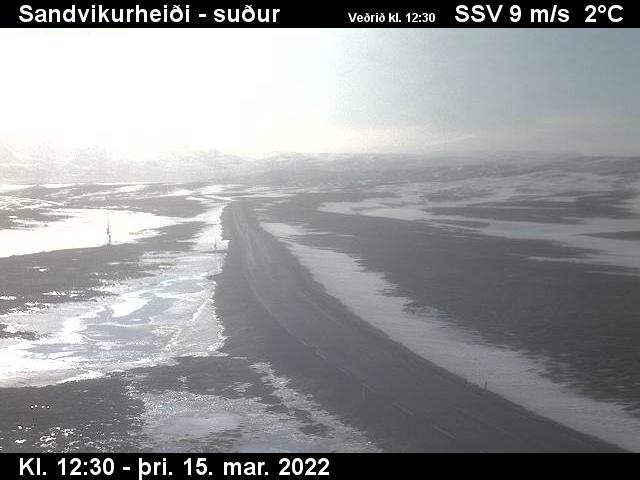 Sandvikurheiði - suður Veðrið kl. 12:30 SSV 9 m/s 2°C
Kl. 12:30 - þri. 15. mar. 2022